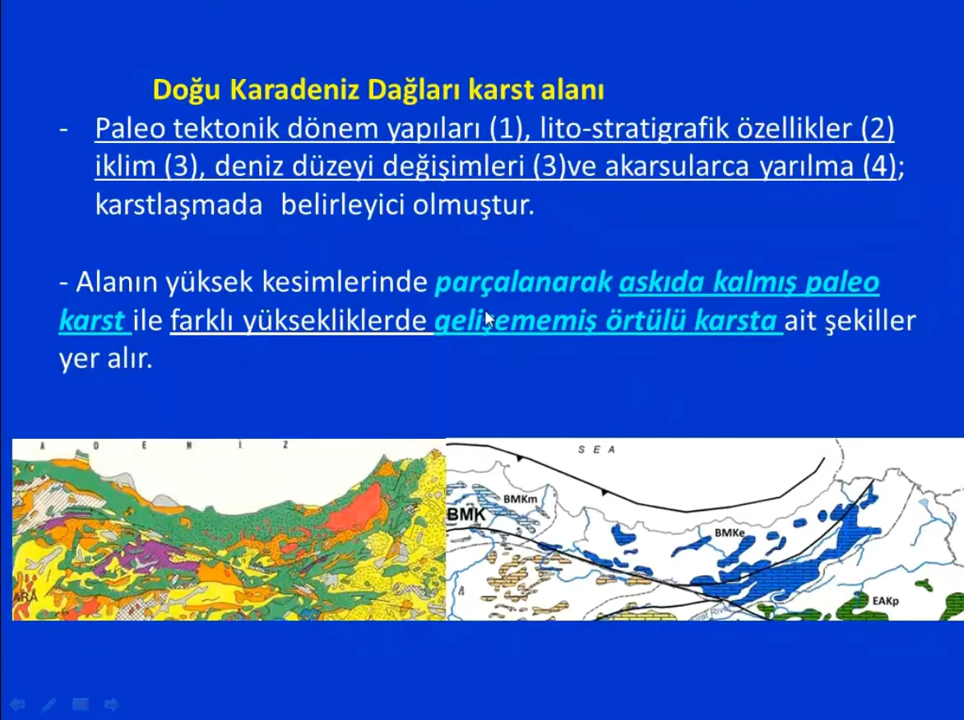 Doğu Karadeniz Dağları karst alanı
- Paleo tektonik dönem yapıları (1), lito-stratigrafik özellikler (2)
iklim (3), deniz düzeyi değişimleri (3)ve akarsularca yarılma (4);
karstlaşmada belirleyici olmuştur.
- Alanın yüksek kesimlerinde parçalanarak askıda kalmış paleo
karst ile farklı yüksekliklerde gelişememiş örtülü karsta ait şekiller
yer alır.
A D E N İ Z
S E A
BMKm
BMK
BMKe
ARA
EAKp